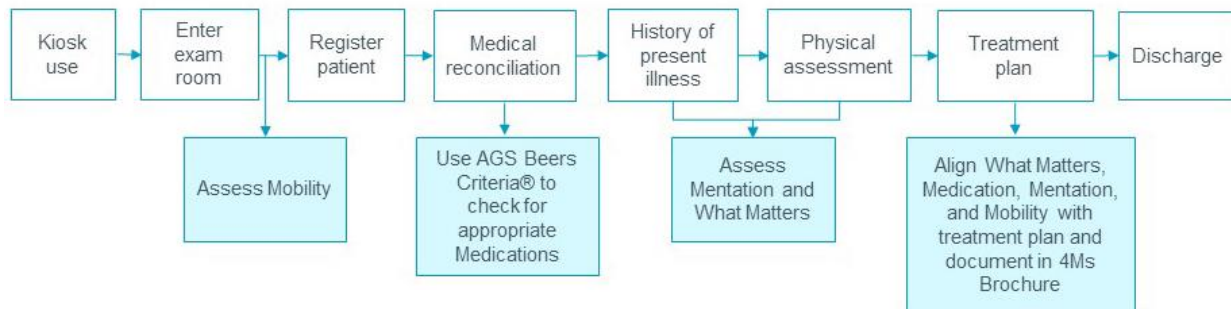 Kiosk
use
Enter
exam
room
Register
patient
Medical
reconciliation
History of
present
illness
Physical
assessment
Treatment
plan
Discharge
Assess Mobility
Use AGS Beers
Criteria® to
check for
appropriate
Medications
Assess
Mentation and
What Matters
Align What Matters,
Medication, Mentation,
and Mobility with
treatment plan and
document in 4Ms
Brochure